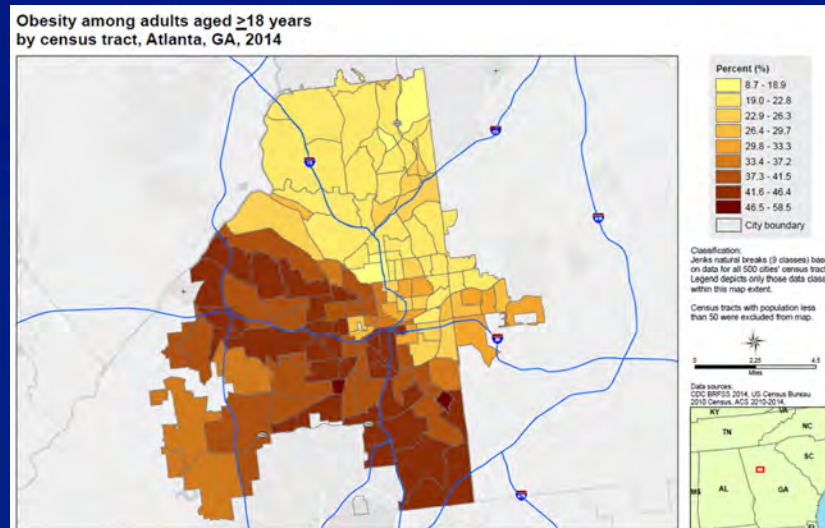 Obesity among adults aged >18 years
by census tract, Atlanta, GA, 2014
Percent (%)
8.7 - 18.9
19.0 - 22.8
22.9 - 26.3
26.4 - 29.7
29.8 - 33.3
33.4 - 37.2
37.3 - 41.5
41.6 - 46.4
46.5 - 58.5
City boundary
Classification:
Jenks natural breaks (9 classes) bas
on data for all 500 cities' census tract
Legend depicts only those data class
within this map extent.
Census tracts with population less
than 50 were excluded from map.
0 2.25 4.5
Miles
Data sources:
CDC BRFSS 2014, US Census Bureau
2010 Census, ACS 2010-2014.
KY VA
TN NC
SC
MS AL GA